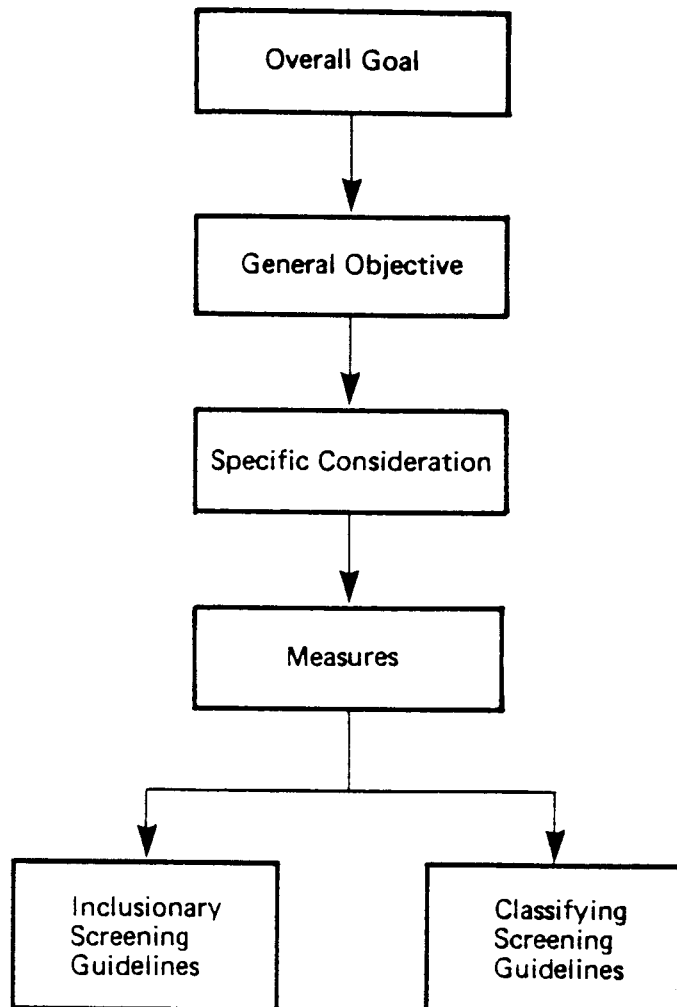 Overall Goal
General Objective
Specific Consideration
Measures
Inclusionary
Screening
Guidelines
Classifying
Screening
Guidelines